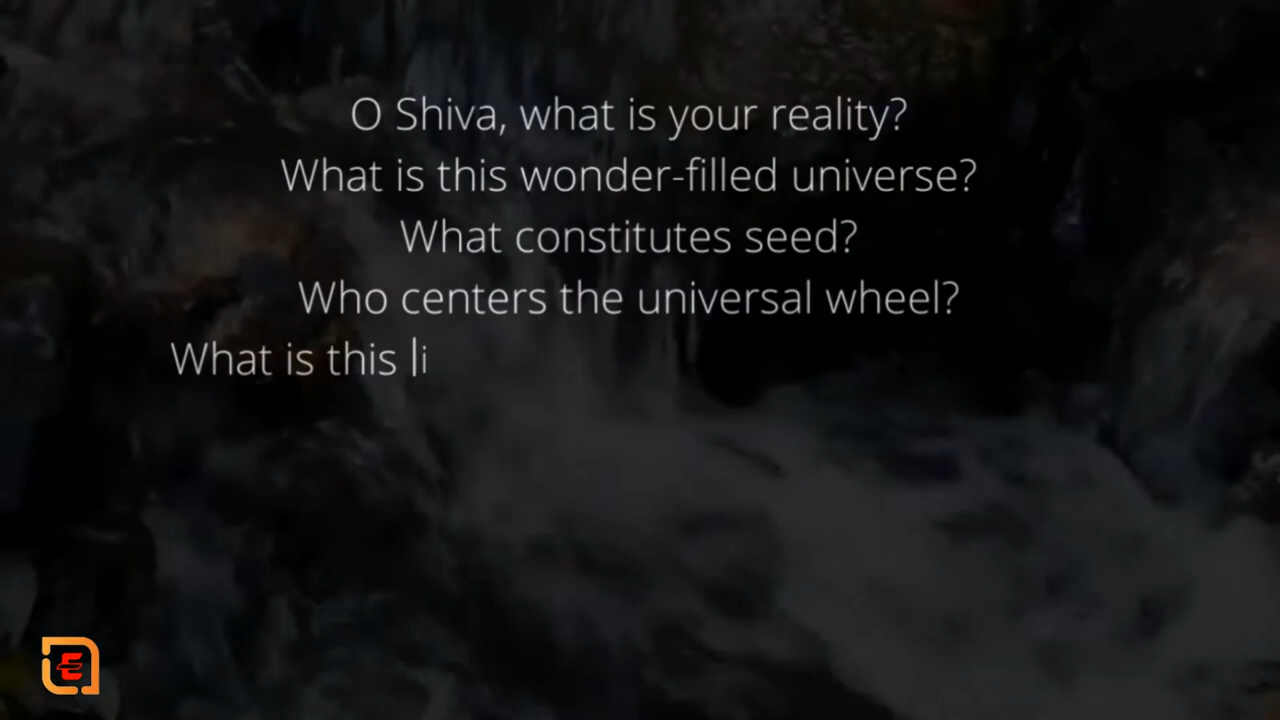 O Shiva, what is your reality?
What is this wonder-filled universe?
What constitutes seed?
Who centers the universal wheel?
What is this li